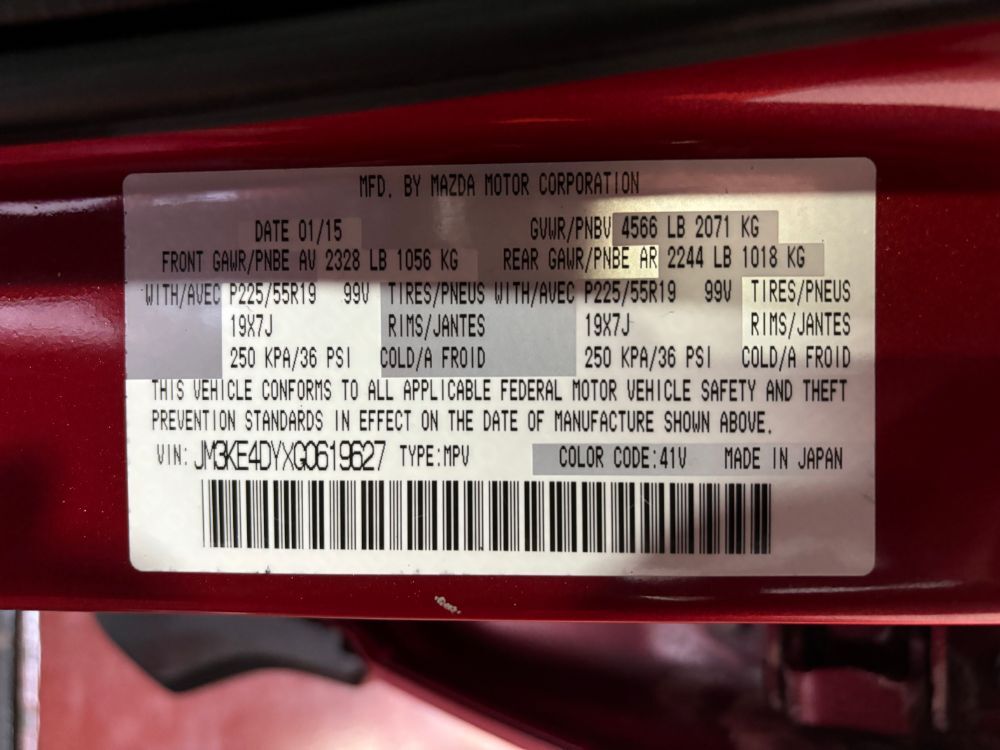 MFD. BY MAZDA MOTOR CORPORATION
DATE 01/15 GVWR/PNBV 4566 LB 2071 KG
FRONT GAWR/PNBE AV 2328 LB 1056 KG REAR GAWR/PNBE AR 2244 LB 1018 KG
WITH/AVEC P225/55R19 99V TIRES/PNEUS WITH/AVEC P225/55R19 99V TIRES/PNEUS
19X7J RIMS/JANTES 19X7J RIMS/JANTES
250 KPA/36 PSI COLD/A FROID 250 KPA/36 PSI COLD/A FROID
THIS VEHICLE CONFORMS TO ALL APPLICABLE FEDERAL MOTOR VEHICLE SAFETY AND THEFT
PREVENTION STANDARDS IN EFFECT ON THE DATE OF MANUFACTURE SHOWN ABOVE.
VIN: JM3KE4DYXG0619627 TYPE:MPV COLOR CODE:41V MADE IN JAPAN